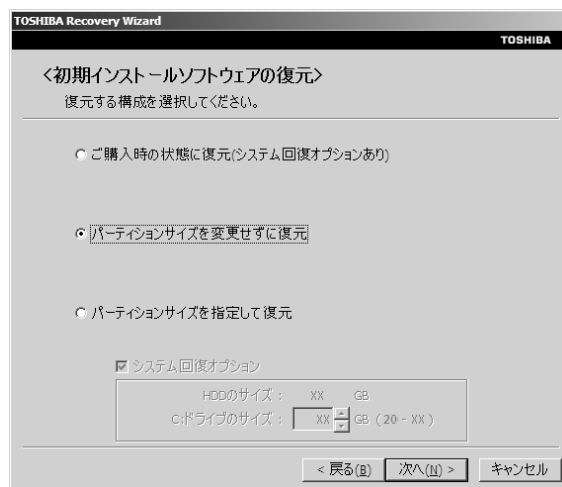 TOSHIBA Recovery Wizard
TOSHIBA
<初期インストールソフトウェアの復元>
復元する構成を選択してください。
ご購入時の状態に復元(システム回復オプションあり)
パーティションサイズを変更せずに復元
パーティションサイズを指定して復元
システム回復オプション
HDDのサイズ： XX GB
C:ドライブのサイズ： XX GB ( 20 - XX )
< 戻る(B) 次へ(N) > キャンセル